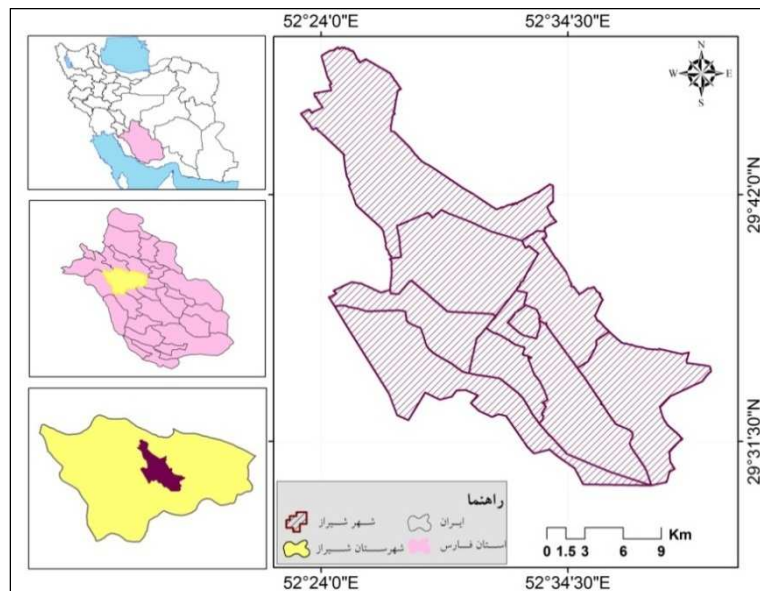 52°24'0"E 52°34'30"E
N
W E
S
29°42'0"N
29°31'30"N
راهنما
شهر شیراز ایران
شهرستان شیراز استان فارس
Km
0 1.5 3 6 9
52°24'0"E 52°34'30"E